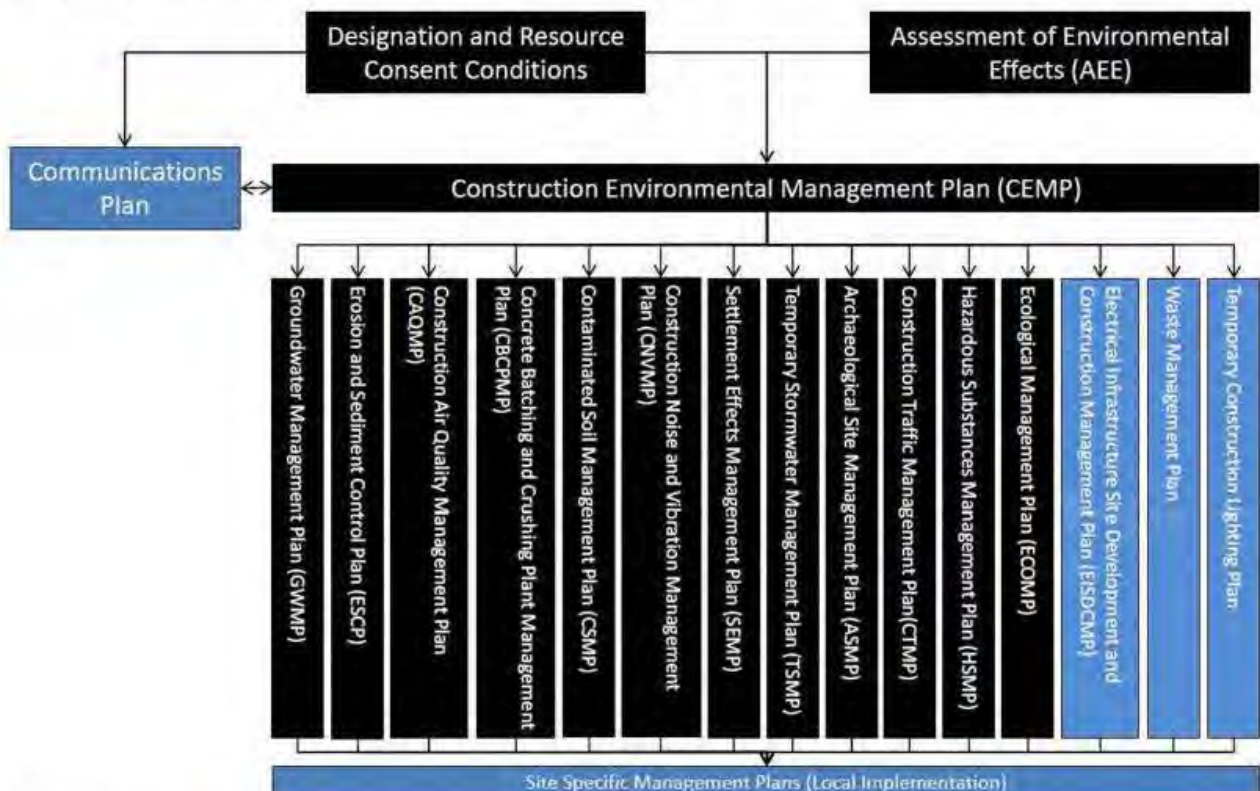 Designation and Resource
Consent Conditions
Assessment of Environmental
Effects (AEE)
Communications
Plan
Construction Environmental Management Plan (CEMP)
Groundwater Management Plan (GWMP)
Erosion and Sediment Control Plan (ESCP)
Construction Air Quality Management Plan
(CAQMP)
Concrete Batching and Crushing Plant Management
Plan (CBCPMP)
Contaminated Soil Management Plan (CSMP)
Construction Noise and Vibration Management
Plan (CNVMP)
Settlement Effects Management Plan (SEMP)
Temporary Stormwater Management Plan (TSMP)
Archaeological Site Management Plan (ASMP)
Construction Traffic Management Plan(CTMP)
Hazardous Substances Management Plan (HSMP)
Ecological Management Plan (ECOMP)
Electrical Infrastructure Site Development and
Construction Management Plan (EISDCMP)
Waste Management Plan
Temporary Construction Lighting Plan
Site Specific Management Plans (Local Implementation)